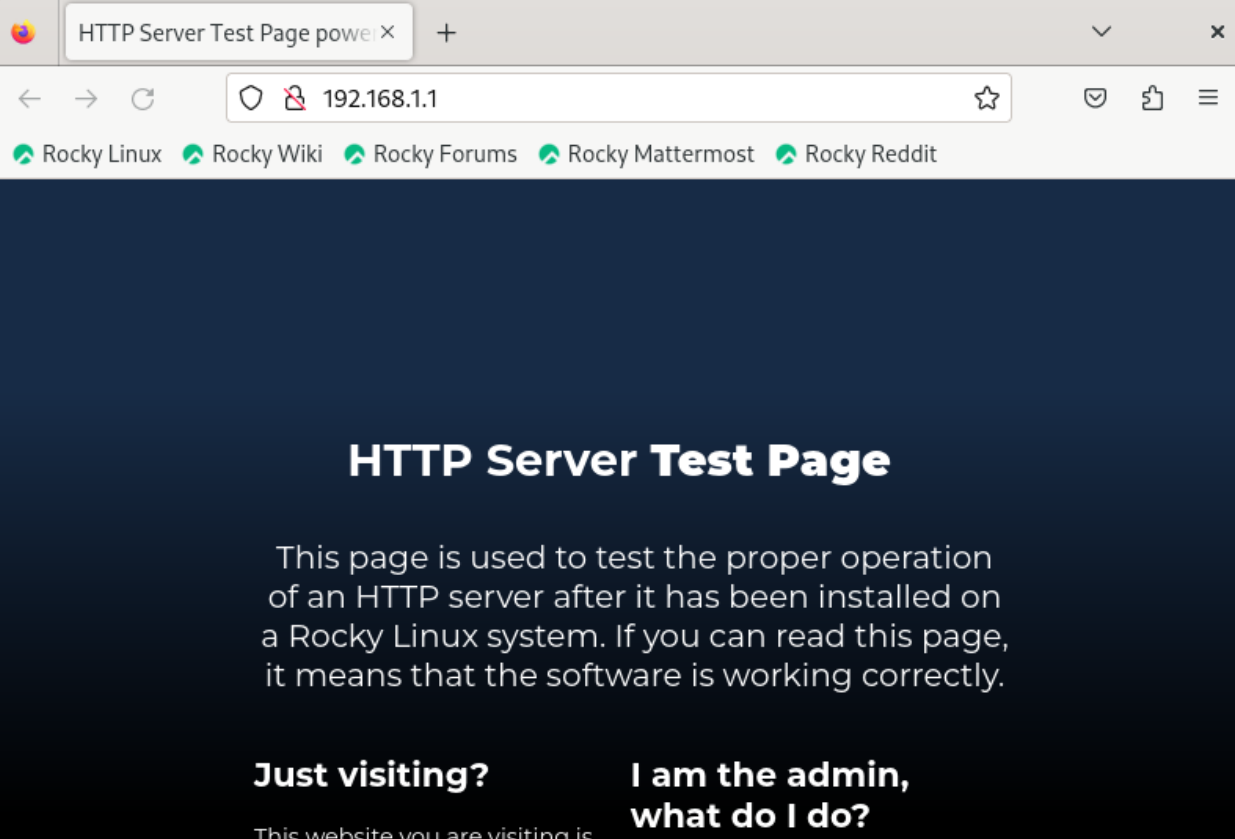 HTTP Server Test Page powe
192.168.1.1
Rocky Linux Rocky Wiki Rocky Forums Rocky Mattermost Rocky Reddit
HTTP Server Test Page
This page is used to test the proper operation
of an HTTP server after it has been installed on
a Rocky Linux system. If you can read this page,
it means that the software is working correctly.
Just visiting?
This website you are visiting is
I am the admin,
what do I do?